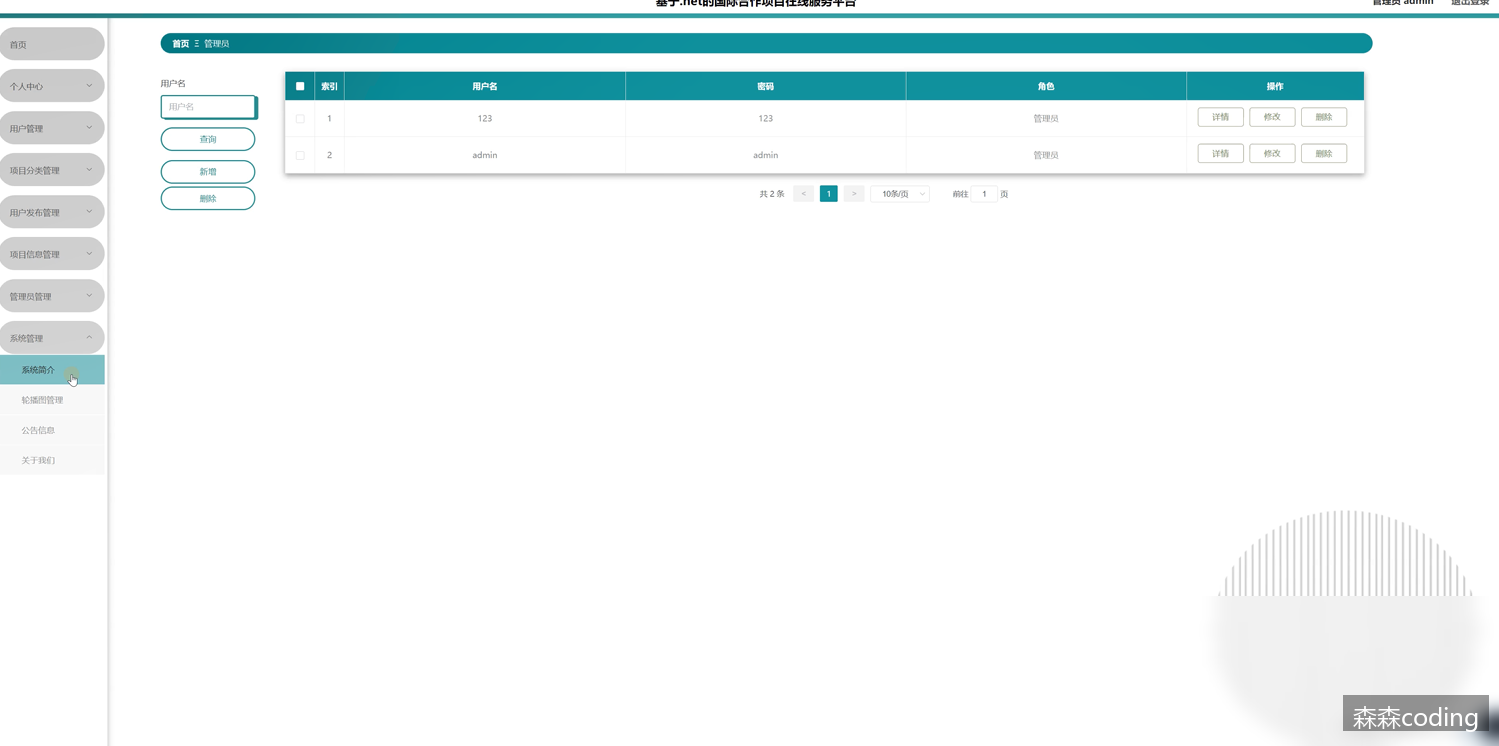 基于.net的国际合作项目在线服务平台
管理员 admin 退出登录
首页
个人中心
用户管理
项目分类管理
用户发布管理
项目信息管理
管理员管理
系统管理
系统简介
轮播图管理
公告信息
关于我们
首页 Ξ 管理员
用户名
用户名
查询
新增
删除
索引 用户名 密码 角色 操作
1 123 123 管理员 详情 修改 删除
2 admin admin 管理员 详情 修改 删除
共 2 条 < 1 > 10条/页 前往 1 页
森森coding